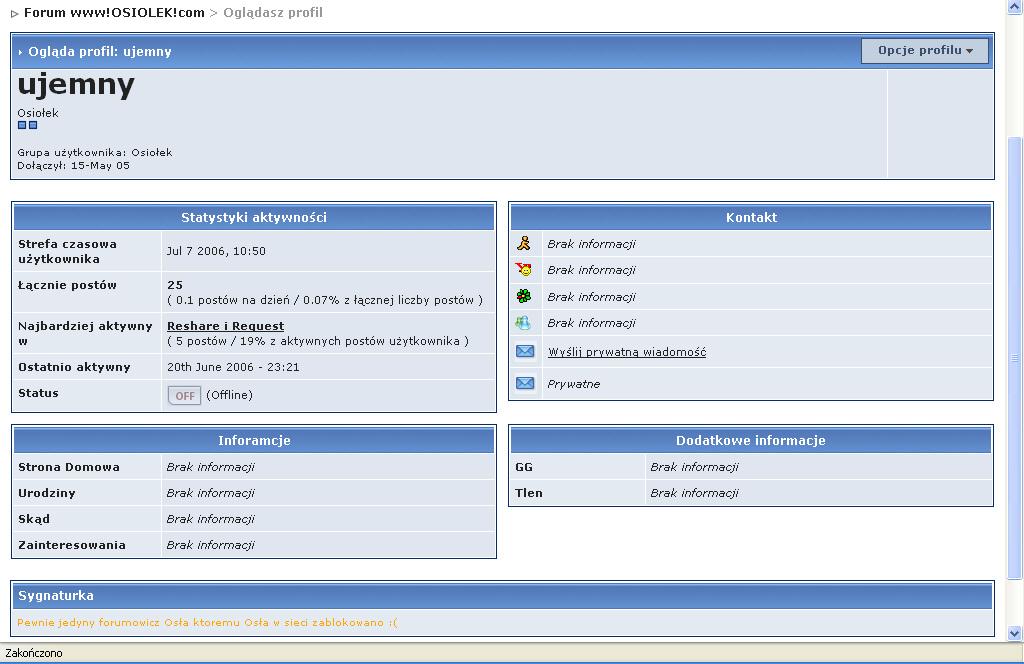 Forum www!OSIOLEK!com > Oglądasz profil
Ogląda profil: ujemny
Opcje profilu
ujemny
Osiołek
Grupa użytkownika: Osiołek
Dołączył: 15-May 05
Statystyki aktywności
Strefa czasowa użytkownika Jul 7 2006, 10:50
Łącznie postów 25
( 0.1 postów na dzień / 0.07% z łącznej liczby postów )
Najbardziej aktywny w Reshare i Request
( 5 postów / 19% z aktywnych postów użytkownika )
Ostatnio aktywny 20th June 2006 - 23:21
Status OFF (Offline)
Kontakt
Brak informacji
Brak informacji
Brak informacji
Brak informacji
Wyślij prywatną wiadomość
Prywatne
Inforamcje
Strona Domowa Brak informacji
Urodziny Brak informacji
Skąd Brak informacji
Zainteresowania Brak informacji
Dodatkowe informacje
GG Brak informacji
Tlen Brak informacji
Sygnaturka
Pewnie jedyny forumowicz Osła ktoremu Osła w sieci zablokowano :(
Zakończono